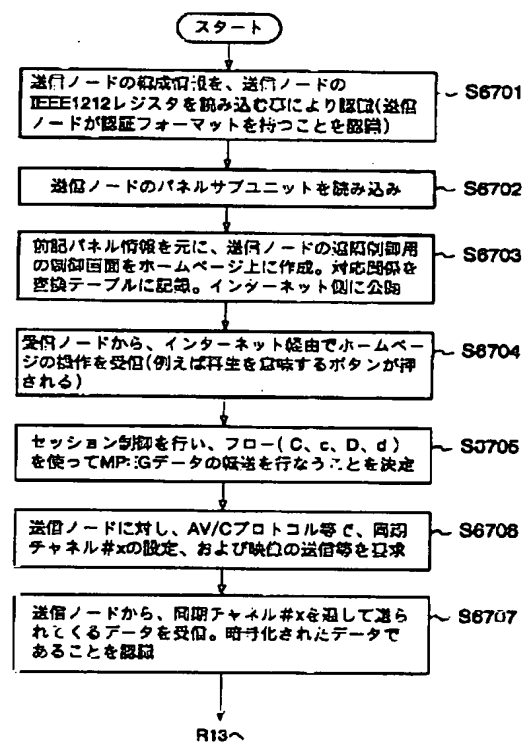 スタート
送信ノードの構成情報を、送信ノードの
IEEE1212レジスタを読み込む事により認識(送信
ノードが認証フォーマットを持つことを認識)
S6701
送信ノードのパネルサブユニットを読み込み
S6702
前記パネル情報を元に、送信ノードの遠隔制御用
の制御画面をホームページ上に作成。対応関係を
変換テーブルに記録。インターネット側に公開
S6703
受信ノードから、インターネット経由でホームペー
ジの操作を受信(例えば再生を意味するボタンが押
される)
S6704
セッション制御を行い、フロー(C、c、D、d)
を使ってMPEGデータの転送を行なうことを決定
S6705
送信ノードに対し、AV/Cプロトコル等で、同期
チャネル#xの設定、および映像の送信等を要求
S6706
送信ノードから、同期チャネル#xを通して送ら
れてくるデータを受信。暗号化されたデータで
あることを認識
S6707
R13へ